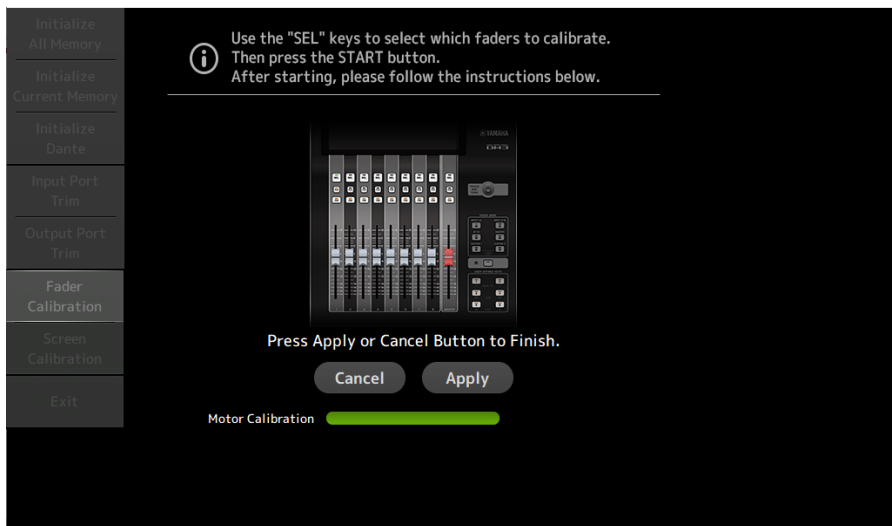 Initialize
All Memory
Initialize
Current Memory
Initialize
Dante
Input Port
Trim
Output Port
Trim
Fader
Calibration
Screen
Calibration
Exit
Use the "SEL" keys to select which faders to calibrate.
Then press the START button.
After starting, please follow the instructions below.
YAMAHA
DM3
Press Apply or Cancel Button to Finish.
Cancel
Apply
Motor Calibration